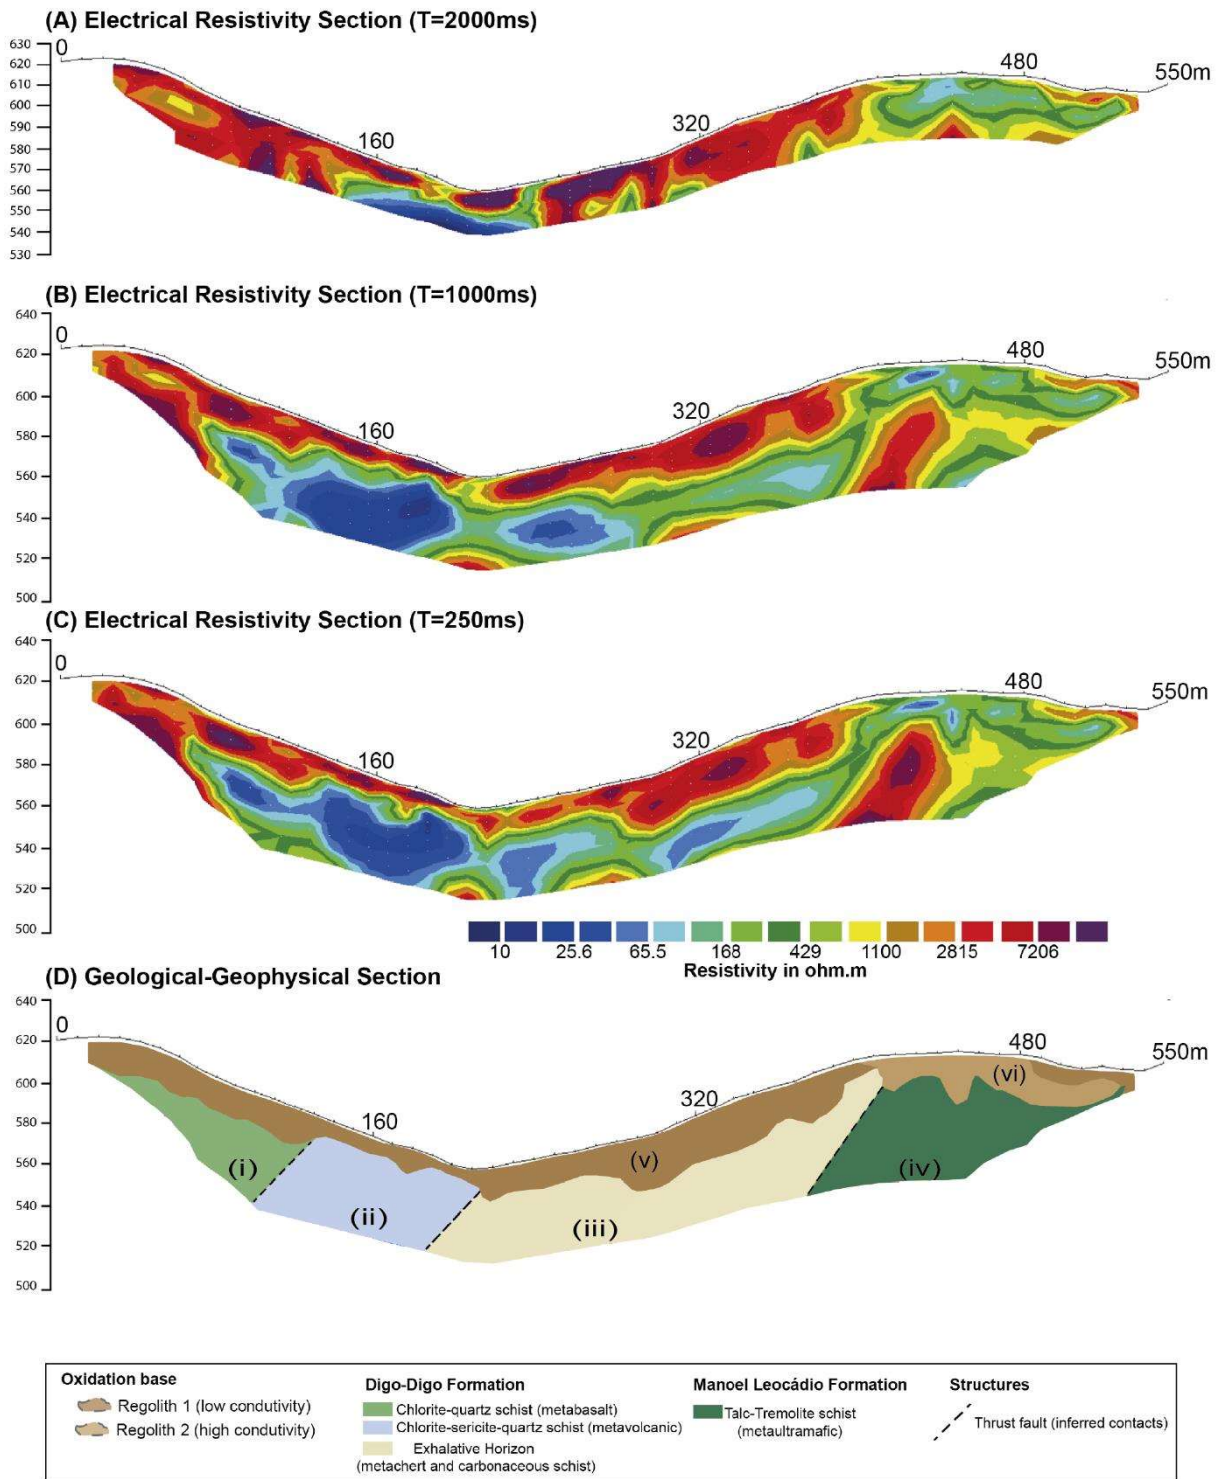 (A) Electrical Resistivity Section (T=2000ms)
630
620
610
600
590
580
570
560
550
540
530
0
160
320
480
550m
(B) Electrical Resistivity Section (T=1000ms)
640
620
600
580
560
540
520
500
0
160
320
480
550m
(C) Electrical Resistivity Section (T=250ms)
640
620
600
580
560
540
520
500
0
160
320
480
550m
10 25.6 65.5 168 429 1100 2815 7206
Resistivity in ohm.m
(D) Geological-Geophysical Section
640
620
600
580
560
540
520
500
0
160
320
480
550m
(i)
(ii)
(iii)
(iv)
(v)
(vi)
Oxidation base
Regolith 1 (low condutivity)
Regolith 2 (high condutivity)
Digo-Digo Formation
Chlorite-quartz schist (metabasalt)
Chlorite-sericite-quartz schist (metavolcanic)
Exhalative Horizon
(metachert and carbonaceous schist)
Manoel Leocádio Formation
Talc-Tremolite schist
(metaultramafic)
Structures
Thrust fault (inferred contacts)